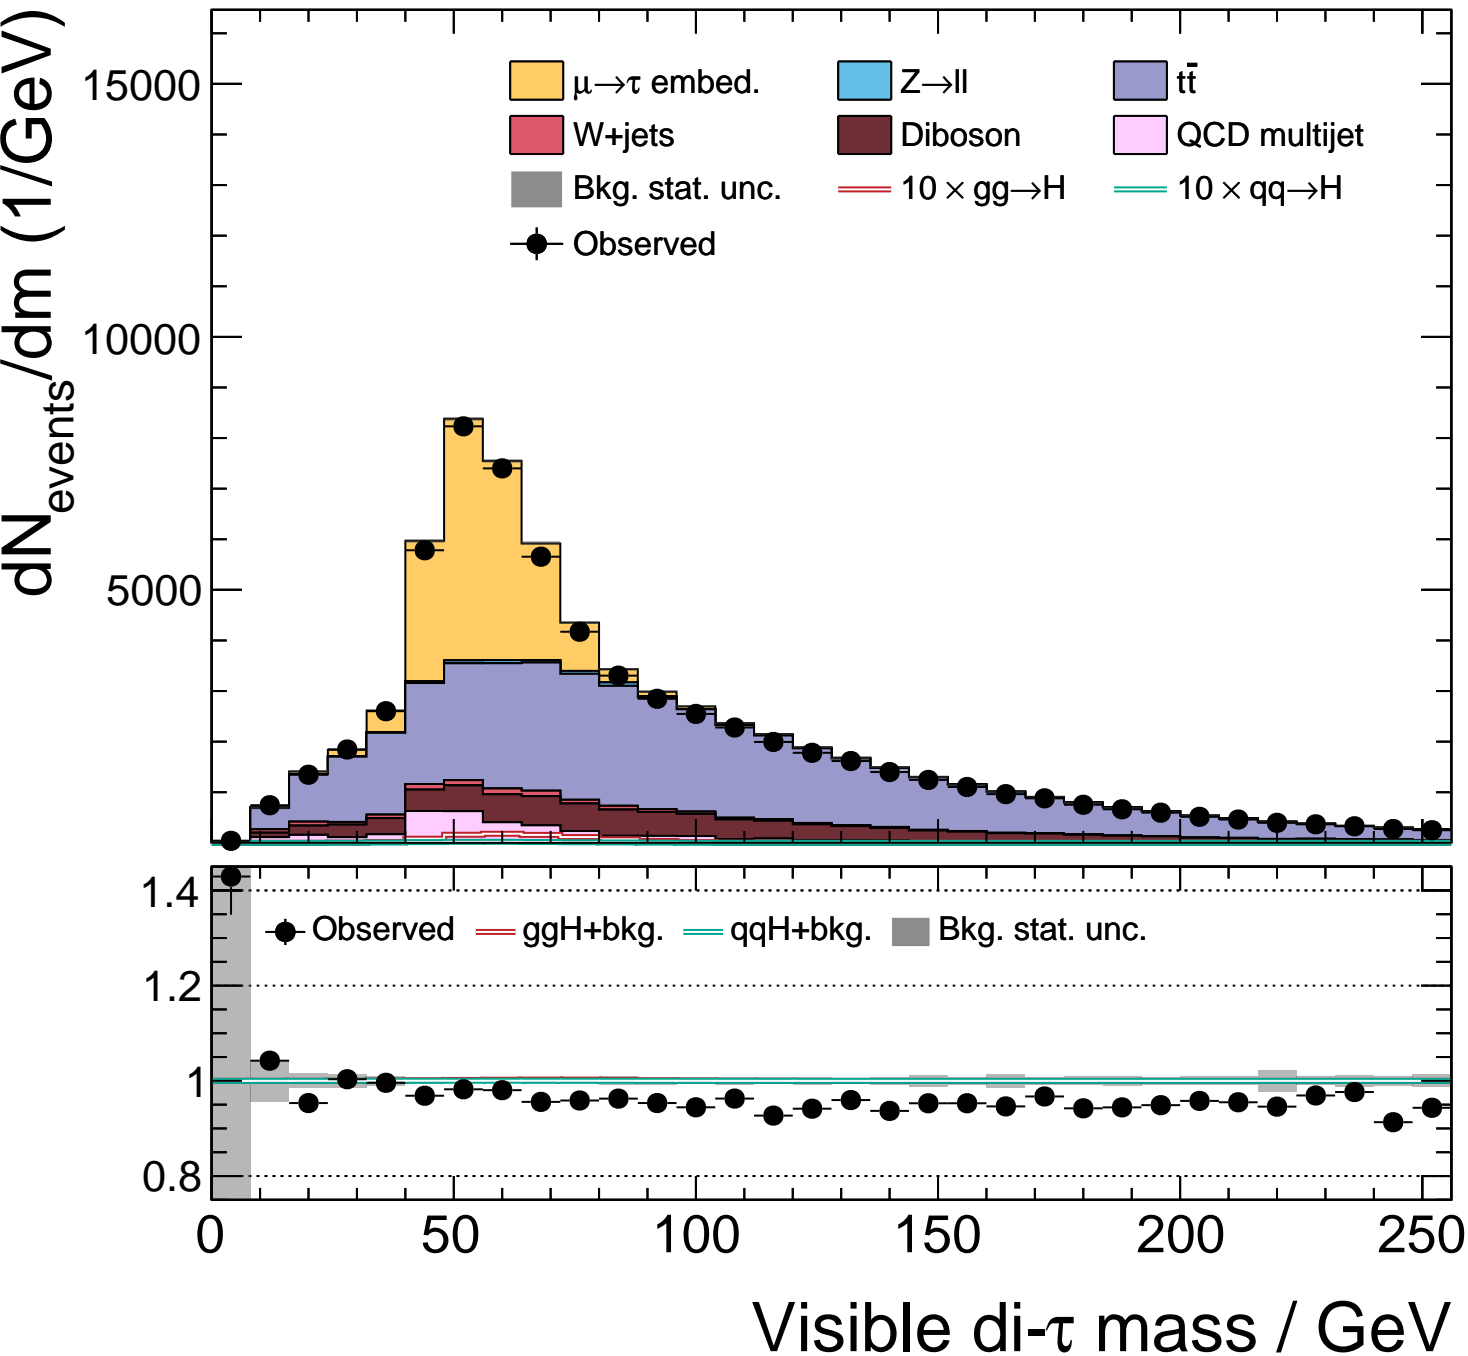 dN_events/dm (1/GeV)
15000
10000
5000
μ→τ embed. Z→ll tt̄
W+jets Diboson QCD multijet
Bkg. stat. unc. 10 × gg→H 10 × qq→H
Observed
1.4
1.2
1
0.8
Observed ggH+bkg. qqH+bkg. Bkg. stat. unc.
0 50 100 150 200 250
Visible di-τ mass / GeV